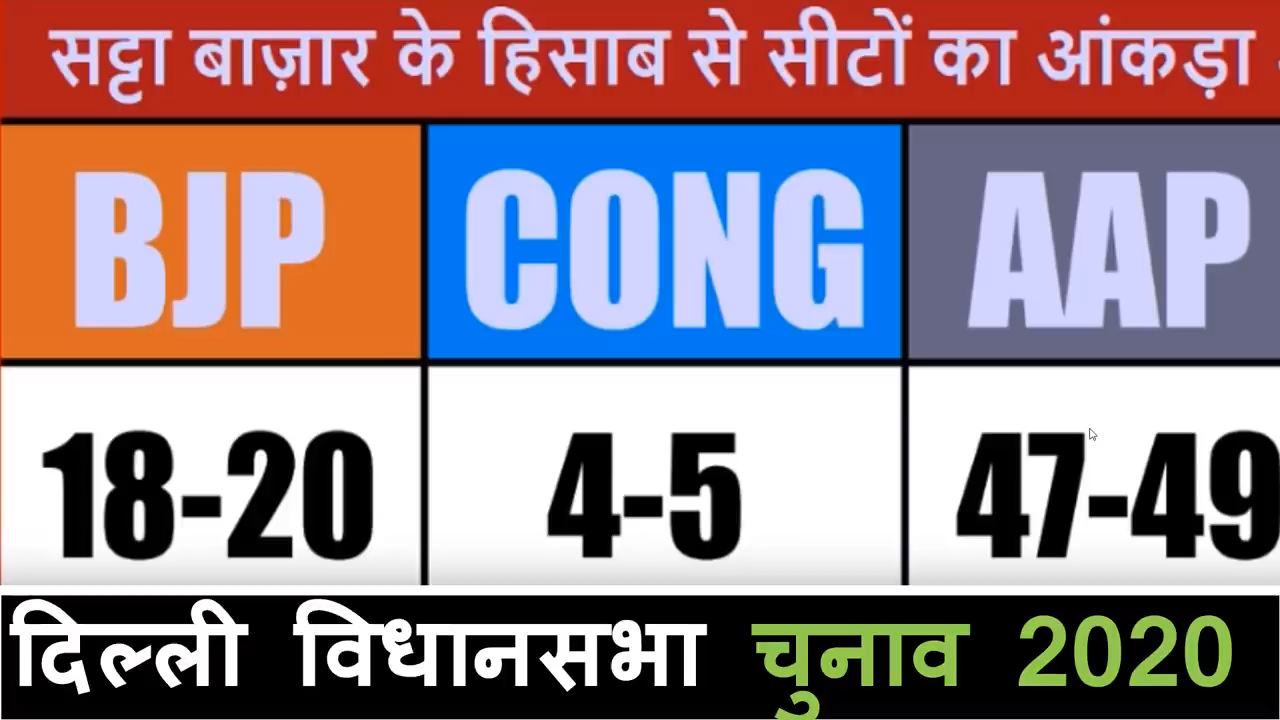 सट्टा बाज़ार के हिसाब से सीटों का आंकड़ा
BJP CONG AAP
18-20 4-5 47-49
दिल्ली विधानसभा चुनाव 2020